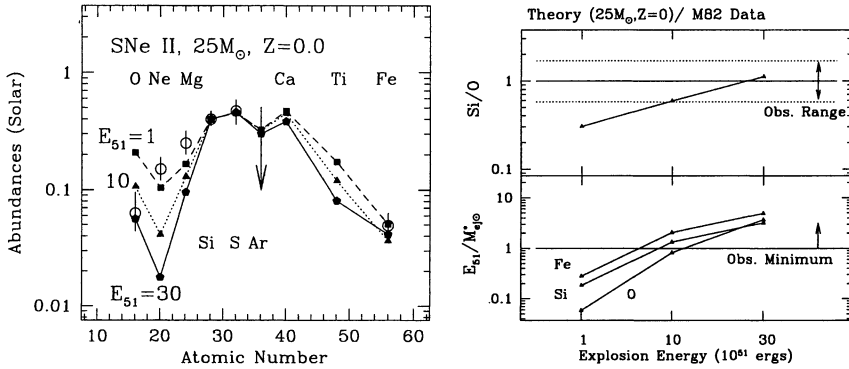 SNe II, 25M⊙, Z=0.0
O Ne Mg Ca Ti Fe
E51=1
10
Si S Ar
E51=30
Abundances (Solar)
1
0.1
0.01
10 20 30 40 50 60
Atomic Number
Theory (25M⊙,Z=0)/ M82 Data
Si/O
1
0.1
Obs. Range
E51/M*ej⊙
10
1
0.1
Fe
Si
O
Obs. Minimum
1 10 30
Explosion Energy (10^51 ergs)